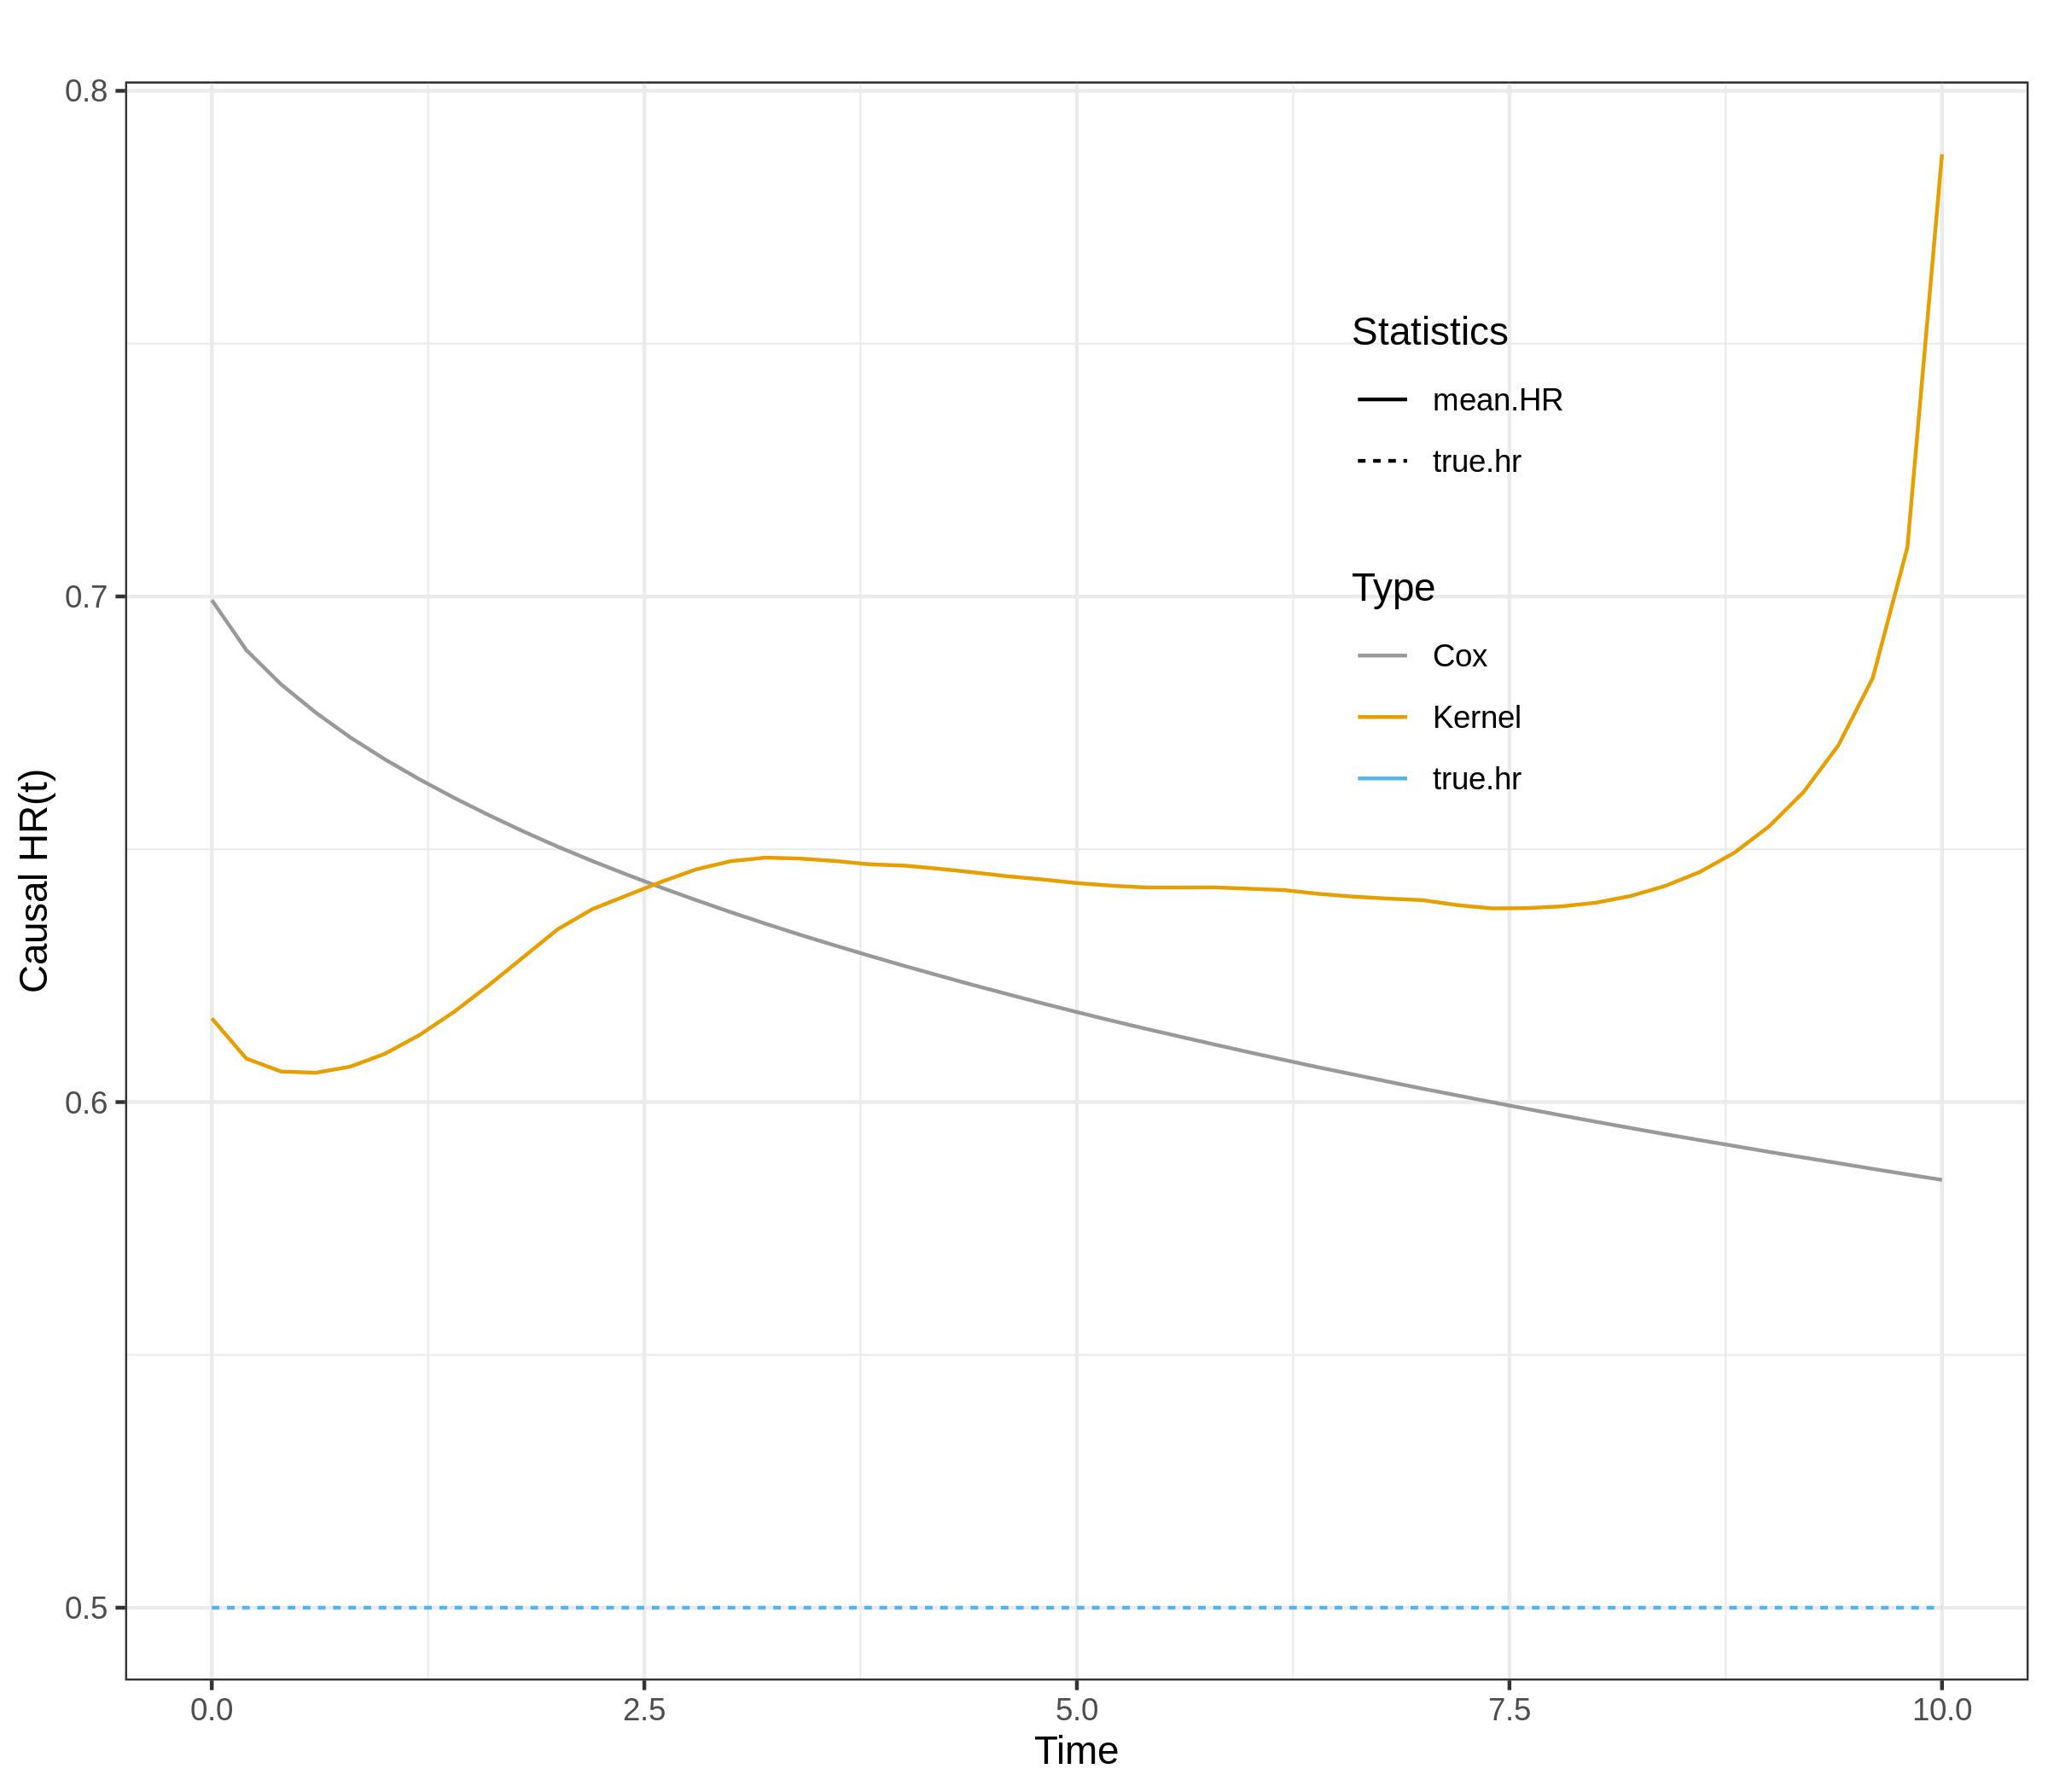 0.8
0.7
0.6
0.5
Causal HR(t)
Statistics
mean.HR
true.hr
Type
Cox
Kernel
true.hr
0.0 2.5 5.0 7.5 10.0
Time